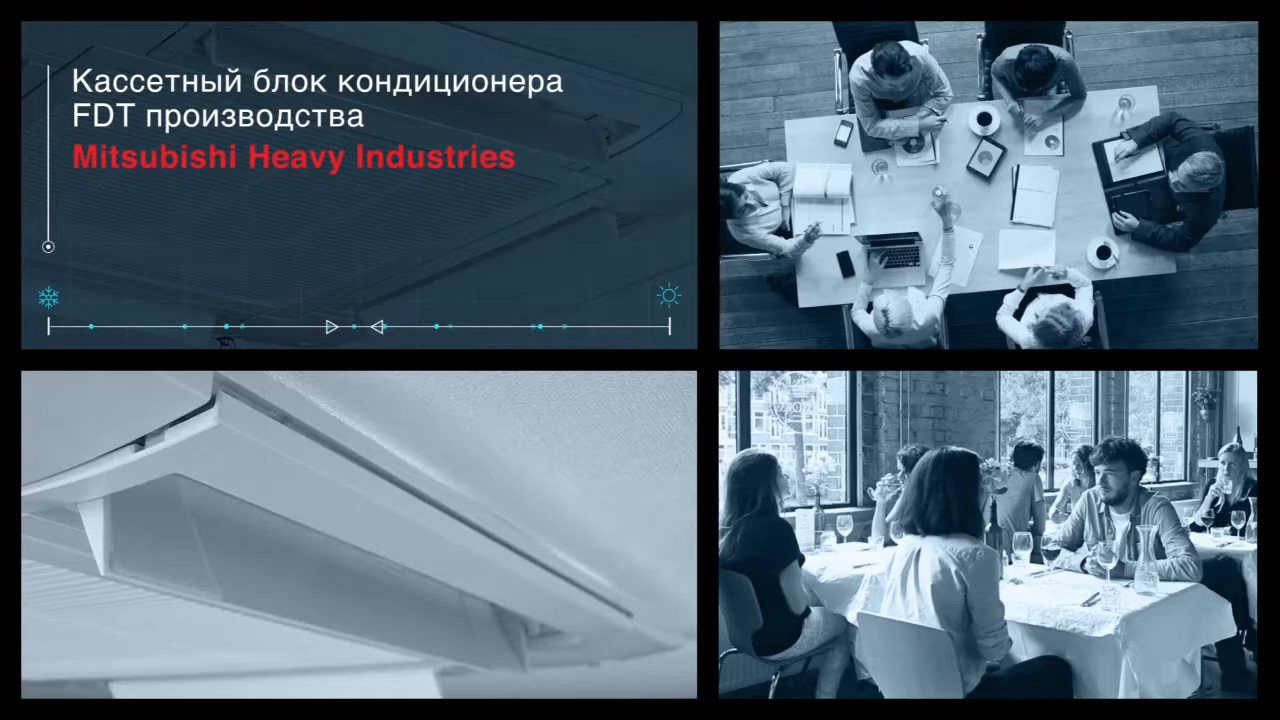 Кассетный блок кондиционера
FDT производства
Mitsubishi Heavy Industries